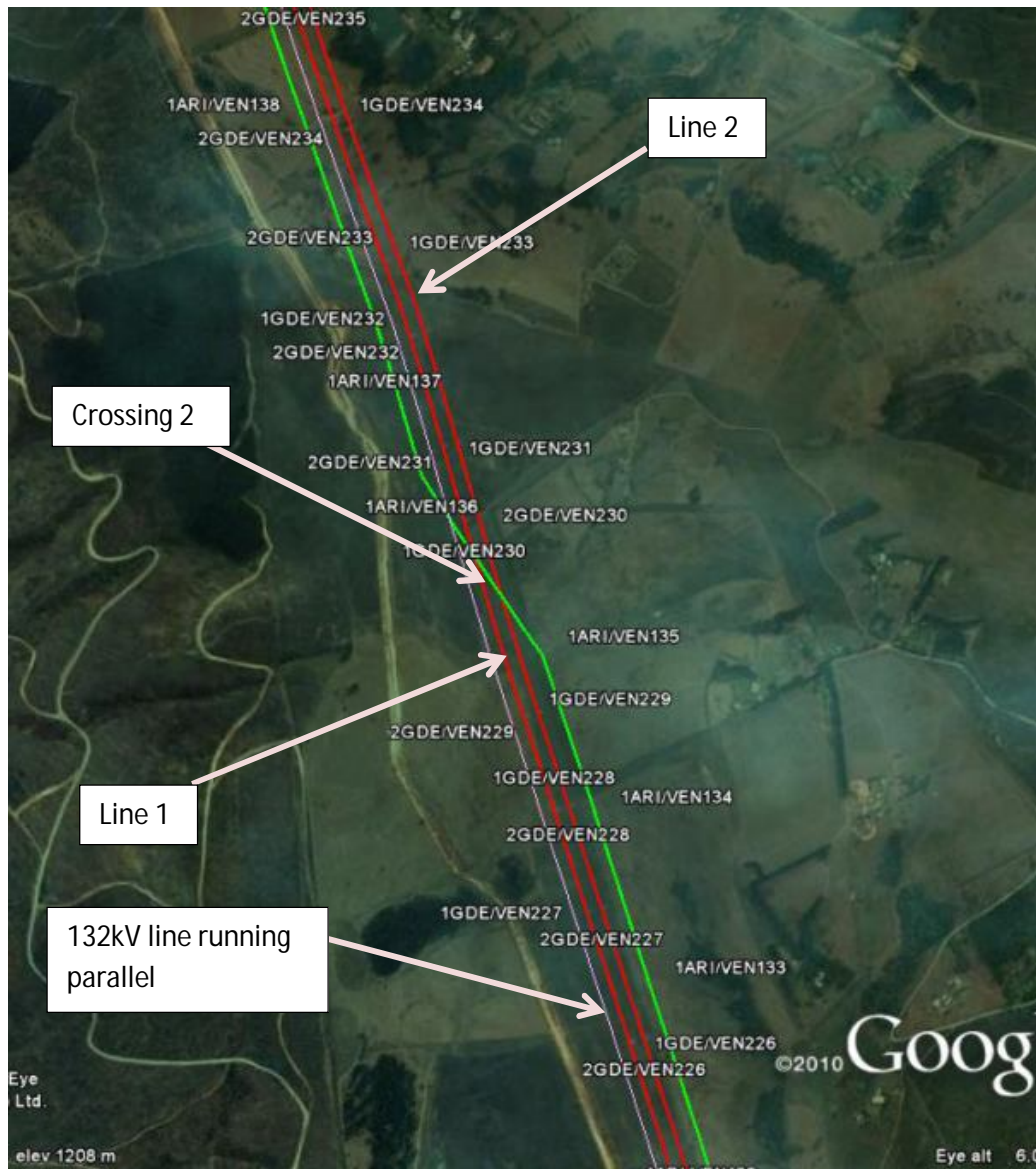 2GDE/VEN235
1ARI/VEN138
1GDE/VEN234
2GDE/VEN234
Line 2
2GDE/VEN233
1GDE/VEN233
1GDE/VEN232
2GDE/VEN232
1ARI/VEN137
Crossing 2
1GDE/VEN231
2GDE/VEN231
1ARI/VEN136
2GDE/VEN230
1GDE/VEN230
1ARI/VEN135
1GDE/VEN229
2GDE/VEN229
1GDE/VEN228
1ARI/VEN134
Line 1
2GDE/VEN228
1GDE/VEN227
132kV line running
parallel
2GDE/VEN227
1ARI/VEN133
1GDE/VEN226
2GDE/VEN226
©2010 Goog
Eye
Ltd.
elev 1208 m
Eye alt 6.